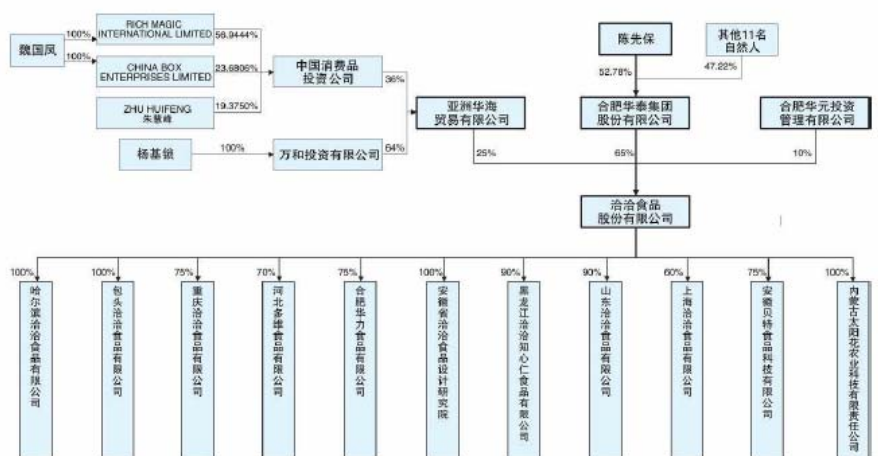 魏国凤
100%
100%
RICH MAGIC
INTERNATIONAL LIMITED
56.9444%
CHINA BOX
ENTERPRISES LIMITED
23.6806%
ZHU HUIFENG
朱慧峰
19.3750%
中国消费品
投资公司
36%
杨基锒
100%
万和投资有限公司
64%
亚洲华海
贸易有限公司
25%
陈先保
52.78%
其他11名
自然人
47.22%
合肥华泰集团
股份有限公司
65%
合肥华元投资
管理有限公司
10%
洽洽食品
股份有限公司
100%
哈尔滨洽洽食品有限公司
100%
包头洽洽食品有限公司
75%
重庆洽洽食品有限公司
70%
河北多维食品有限公司
75%
合肥华力食品有限公司
100%
安徽省洽洽食品设计研究院
90%
黑龙江洽洽知心仁食品有限公司
90%
山东洽洽食品有限公司
60%
上海洽洽食品有限公司
75%
安徽贝特食品科技有限公司
100%
内蒙古太阳花农业科技有限责任公司